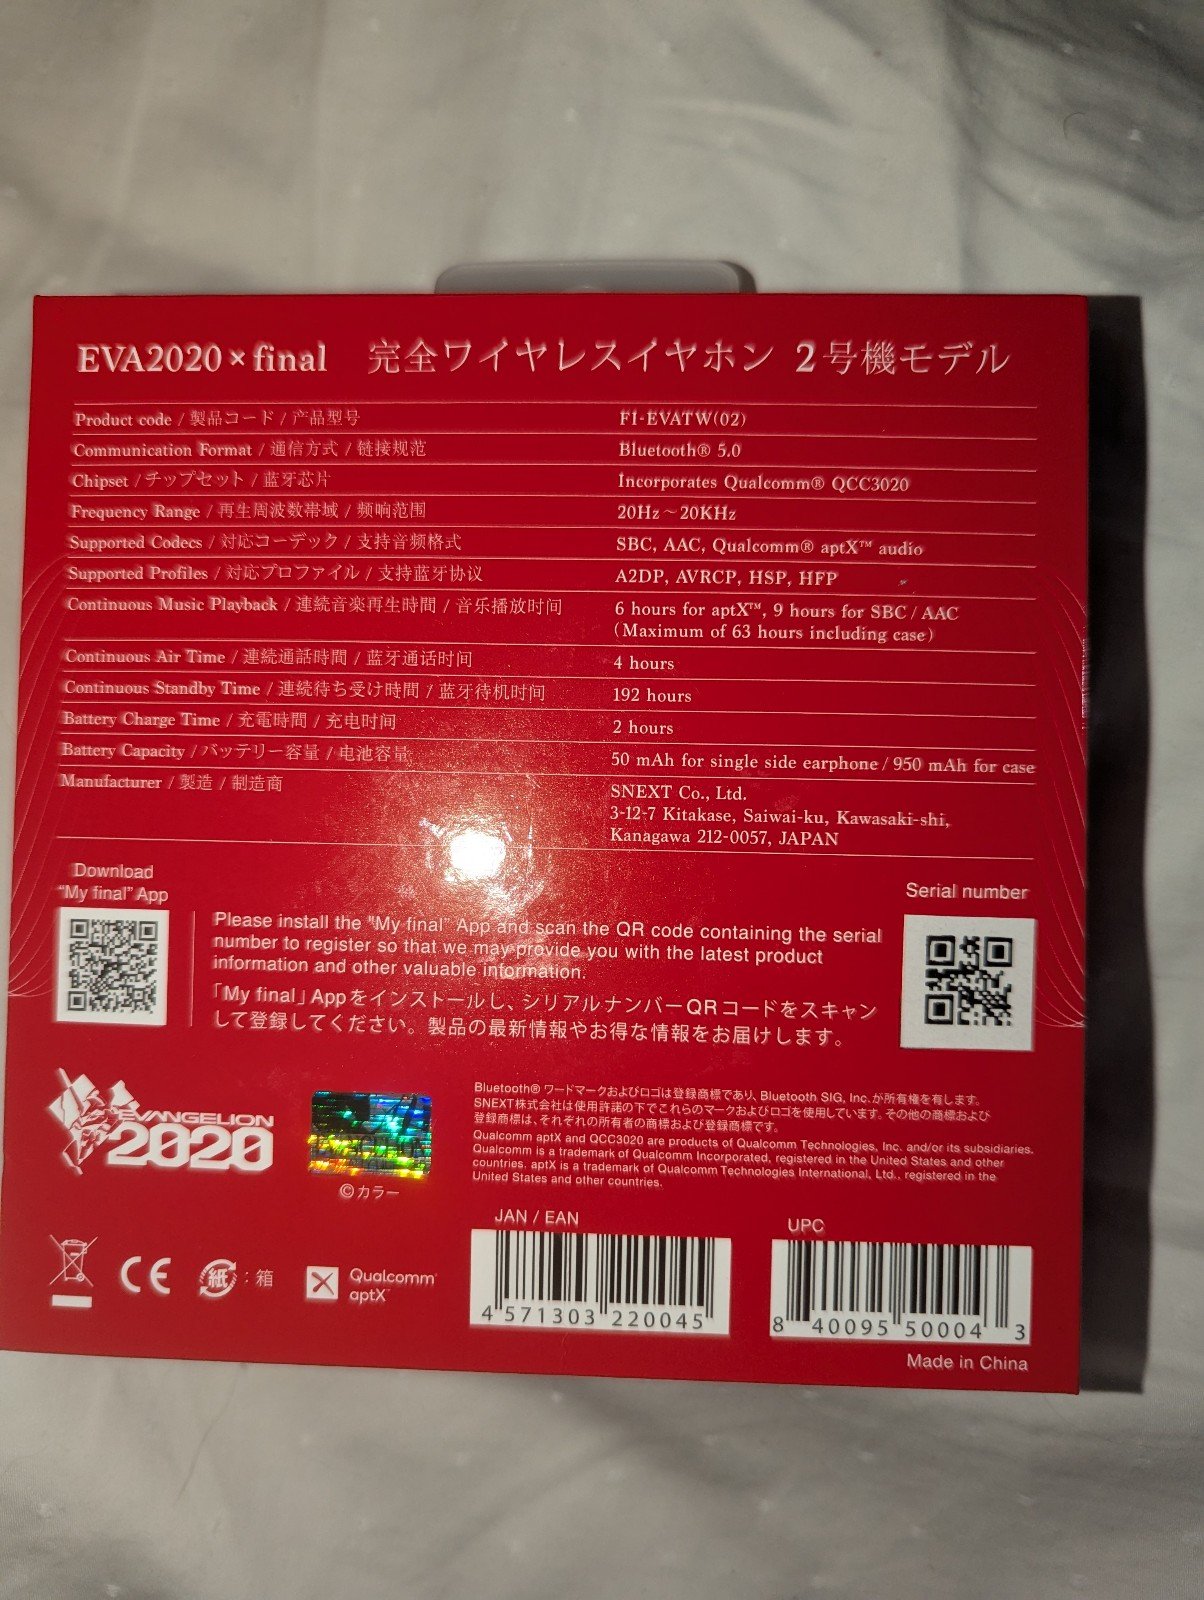 EVA2020×final 完全ワイヤレスイヤホン 2号機モデル
Product code / 製品コード / 产品型号 FI-EVATW(02)
Communication Format / 通信方式 / 链接规范 Bluetooth® 5.0
Chipset / チップセット / 蓝牙芯片 Incorporates Qualcomm® QCC3020
Frequency Range / 再生周波数帯域 / 频响范围 20Hz~20KHz
Supported Codecs / 対応コーデック / 支持音频格式 SBC, AAC, Qualcomm® aptX™ audio
Supported Profiles / 対応プロファイル / 支持蓝牙协议 A2DP, AVRCP, HSP, HFP
Continuous Music Playback / 連続音楽再生時間 / 音乐播放时间 6 hours for aptX™, 9 hours for SBC / AAC
(Maximum of 63 hours including case)
Continuous Air Time / 連続通話時間 / 蓝牙通话时间 4 hours
Continuous Standby Time / 連続待ち受け時間 / 蓝牙待机时间 192 hours
Battery Charge Time / 充電時間 / 充电时间 2 hours
Battery Capacity / バッテリー容量 / 电池容量 50 mAh for single side earphone / 950 mAh for case
Manufacturer / 製造 / 制造商 SNEXT Co., Ltd.
3-12-7 Kitakase, Saiwai-ku, Kawasaki-shi,
Kanagawa 212-0057, JAPAN
Download
"My final" App
Serial number
Please install the "My final" App and scan the QR code containing the serial
number to register so that we may provide you with the latest product
information and other valuable information.
「My final」Appをインストールし、シリアルナンバーQRコードをスキャン
して登録してください。製品の最新情報やお得な情報をお届けします。
EVANGELION
2020
©カラー
Bluetooth® ワードマークおよびロゴは登録商標であり、Bluetooth SIG, Inc.が所有権を有します。
SNEXT株式会社は使用許諾の下でこれらのマークおよびロゴを使用しています。その他の商標および
登録商標は、それぞれの所有者の商標および登録商標です。
Qualcomm aptX and QCC3020 are products of Qualcomm Technologies, Inc. and/or its subsidiaries.
Qualcomm is a trademark of Qualcomm Incorporated, registered in the United States and other
countries. aptX is a trademark of Qualcomm Technologies International, Ltd., registered in the
United States and other countries.
CE
紙:箱
Qualcomm
aptX™
JAN / EAN
4 571303 220045
UPC
8 40095 50004 3
Made in China